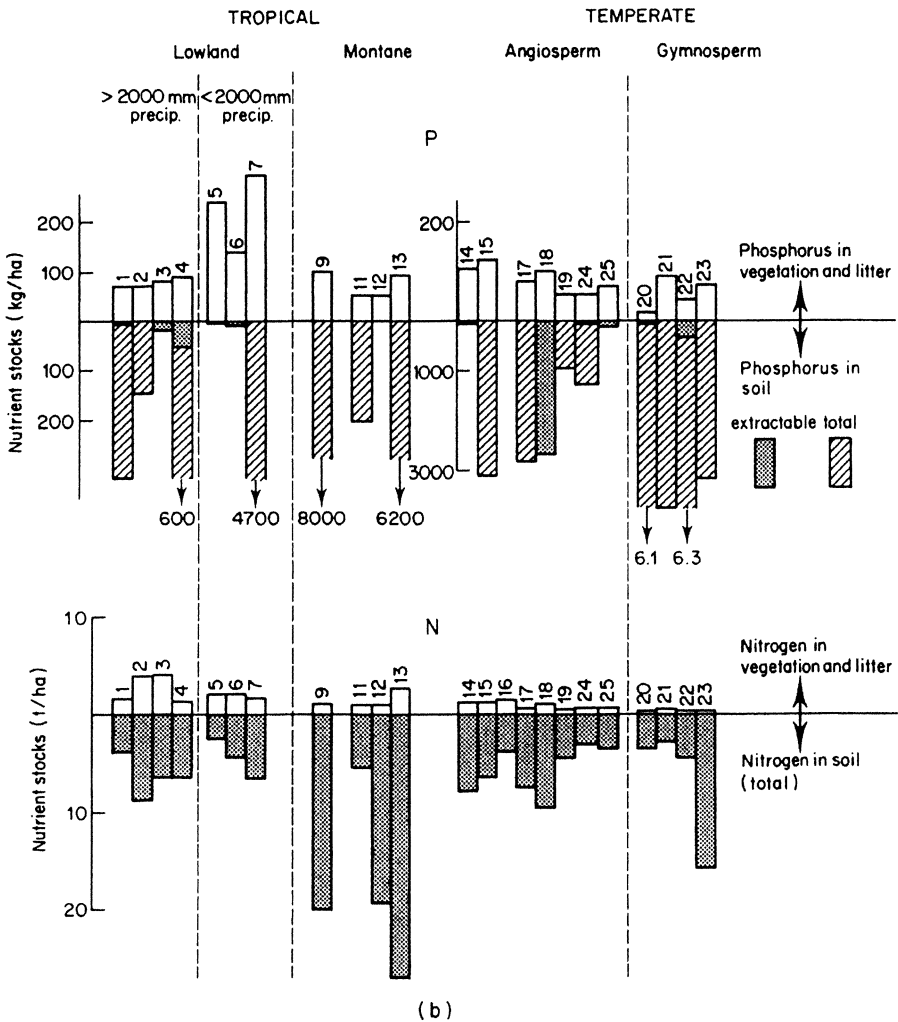 TROPICAL TEMPERATE
Lowland Montane Angiosperm Gymnosperm
>2000 mm <2000mm
precip. precip.
P
Nutrient stocks (kg/ha)
200
100
100
200
1 2 3 4 5 6 7 9 11 12 13
600 4700 8000 6200
200
1000
3000
14 15 17 18 19 24 25 20 21 22 23
6.1 6.3
Phosphorus in
vegetation and litter
Phosphorus in
soil
extractable total
N
Nutrient stocks (t/ha)
10
0
10
20
1 2 3 4 5 6 7 9 11 12 13 14 15 16 17 18 19 24 25 20 21 22 23
Nitrogen in
vegetation and litter
Nitrogen in soil
(total)
(b)